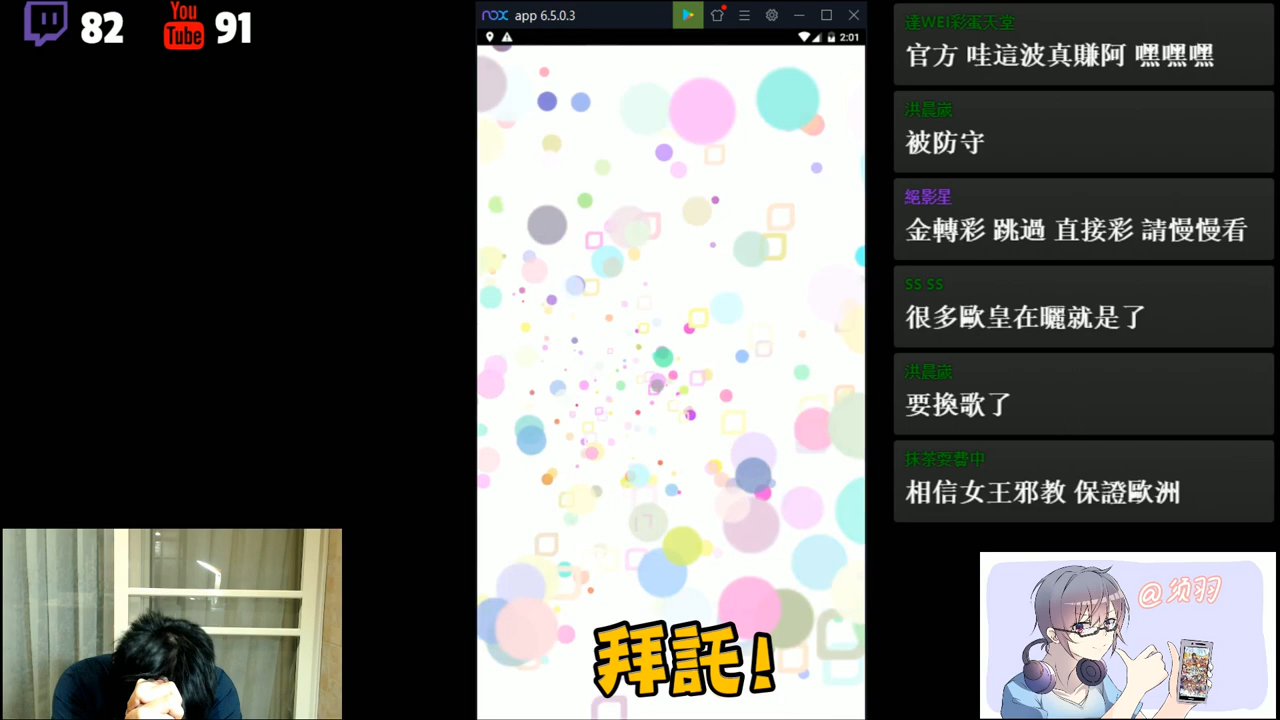 82
You
Tube
91
nox app 6.5.0.3
2:01
達WEI彩蛋天堂
官方 哇這波真賺阿 嘿嘿嘿
洪晨崴
被防守
絕影星
金轉彩 跳過 直接彩 請慢慢看
SS SS
很多歐皇在曬就是了
洪晨崴
要換歌了
抹茶耍費中
相信女王邪教 保證歐洲
拜託!
@须羽